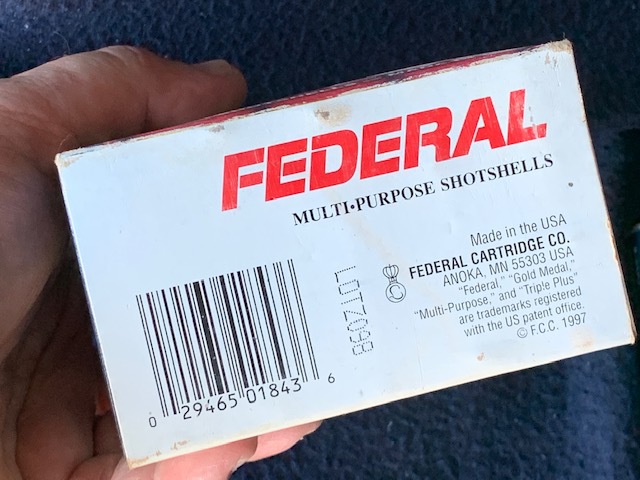 FEDERAL
MULTI•PURPOSE SHOTSHELLS
Made in the USA
FEDERAL CARTRIDGE CO.
ANOKA, MN 55303 USA
"Federal," "Gold Medal,"
"Multi-Purpose," and "Triple Plus"
are trademarks registered
with the US patent office.
© F.C.C. 1997
0 29465 01843 6